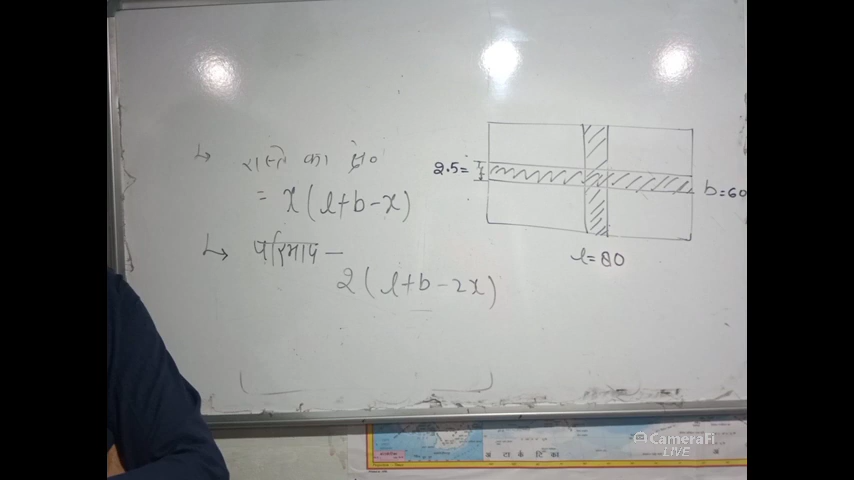 ↳ रास्ते का क्षे०
= x(l+b-x)
↳ परिमाप —
2(l+b-2x)
2.5=
b=60
l=80
CameraFi
LIVE
अं टा र्क टि का
अं